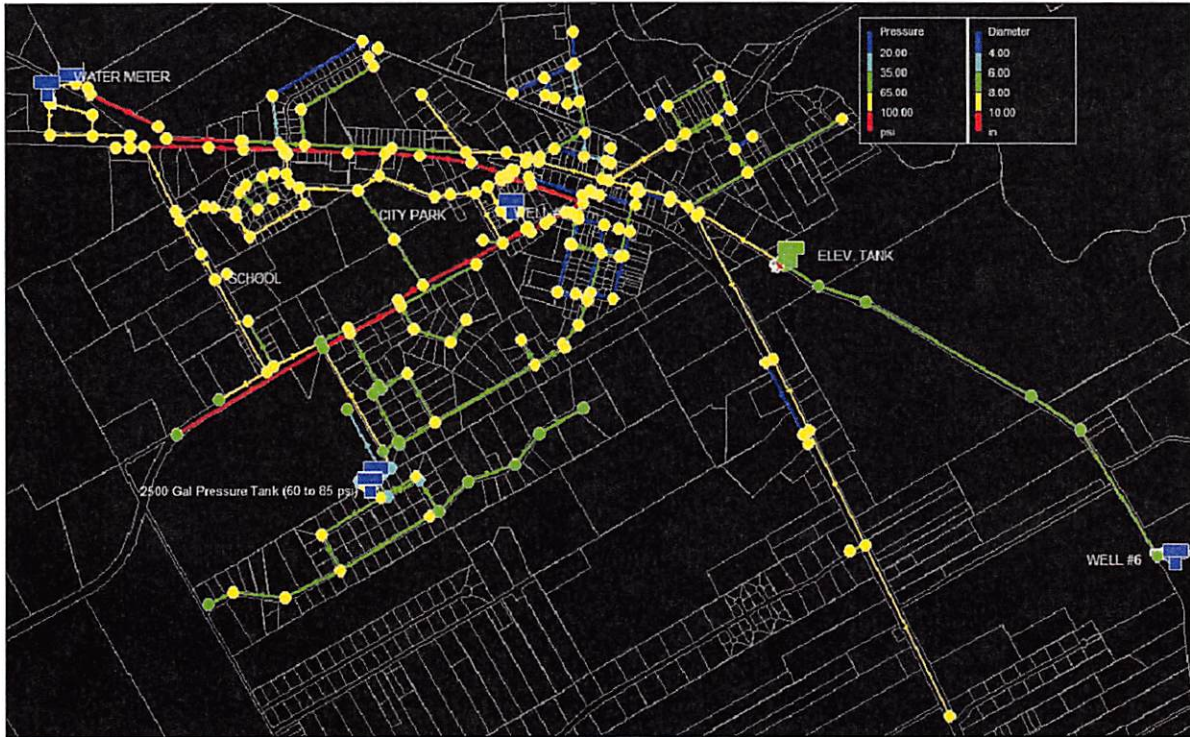 Pressure
20.00
35.00
65.00
100.00
psi
Diameter
4.00
6.00
8.00
10.00
in
WATER METER
CITY PARK
ELEV. TANK
SCHOOL
2500 Gal Pressure Tank (60 to 85 psi)
WELL #6